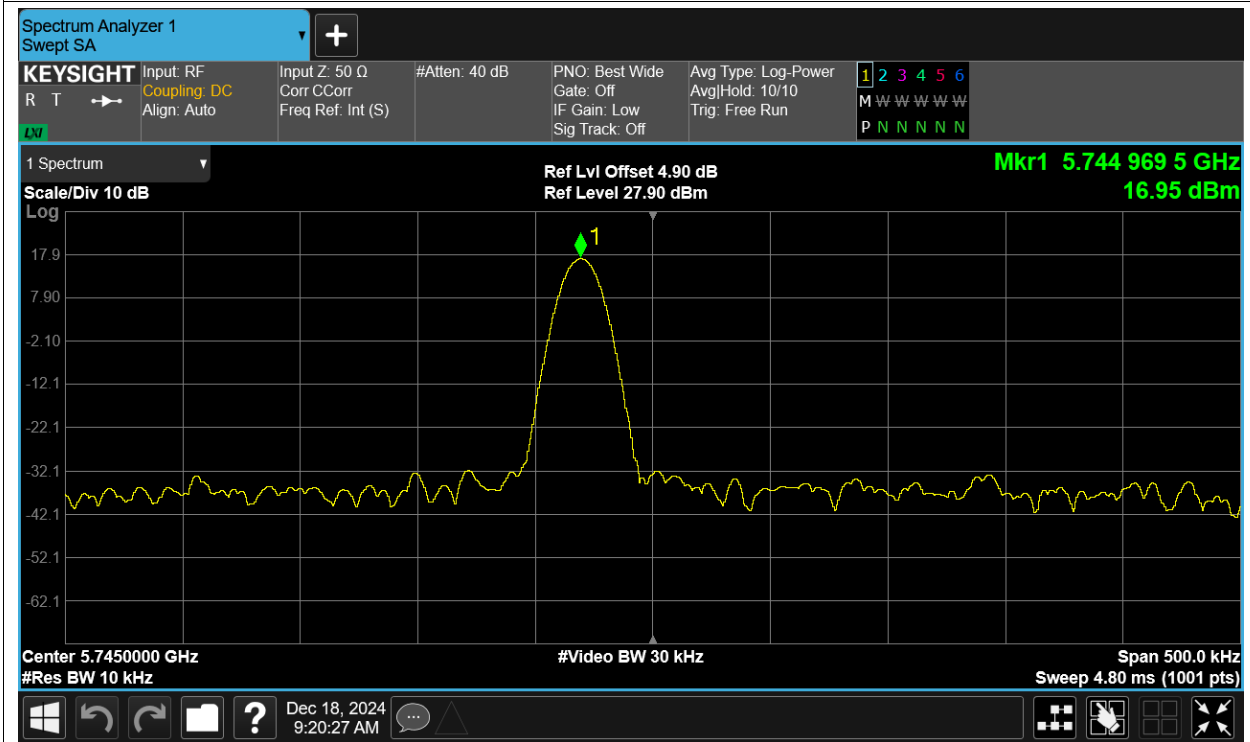 Spectrum Analyzer 1
Swept SA
+
KEYSIGHT
R T
LXI
Input: RF
Coupling: DC
Align: Auto
Input Z: 50 Ω
Corr CCorr
Freq Ref: Int (S)
#Atten: 40 dB
PNO: Best Wide
Gate: Off
IF Gain: Low
Sig Track: Off
Avg Type: Log-Power
Avg|Hold: 10/10
Trig: Free Run
1 2 3 4 5 6
M W W W W W
P N N N N N
1 Spectrum
Scale/Div 10 dB
Log
Ref Lvl Offset 4.90 dB
Ref Level 27.90 dBm
Mkr1 5.744 969 5 GHz
16.95 dBm
1
17.9
7.90
-2.10
-12.1
-22.1
-32.1
-42.1
-52.1
-62.1
Center 5.7450000 GHz
#Res BW 10 kHz
#Video BW 30 kHz
Span 500.0 kHz
Sweep 4.80 ms (1001 pts)
?
Dec 18, 2024
9:20:27 AM